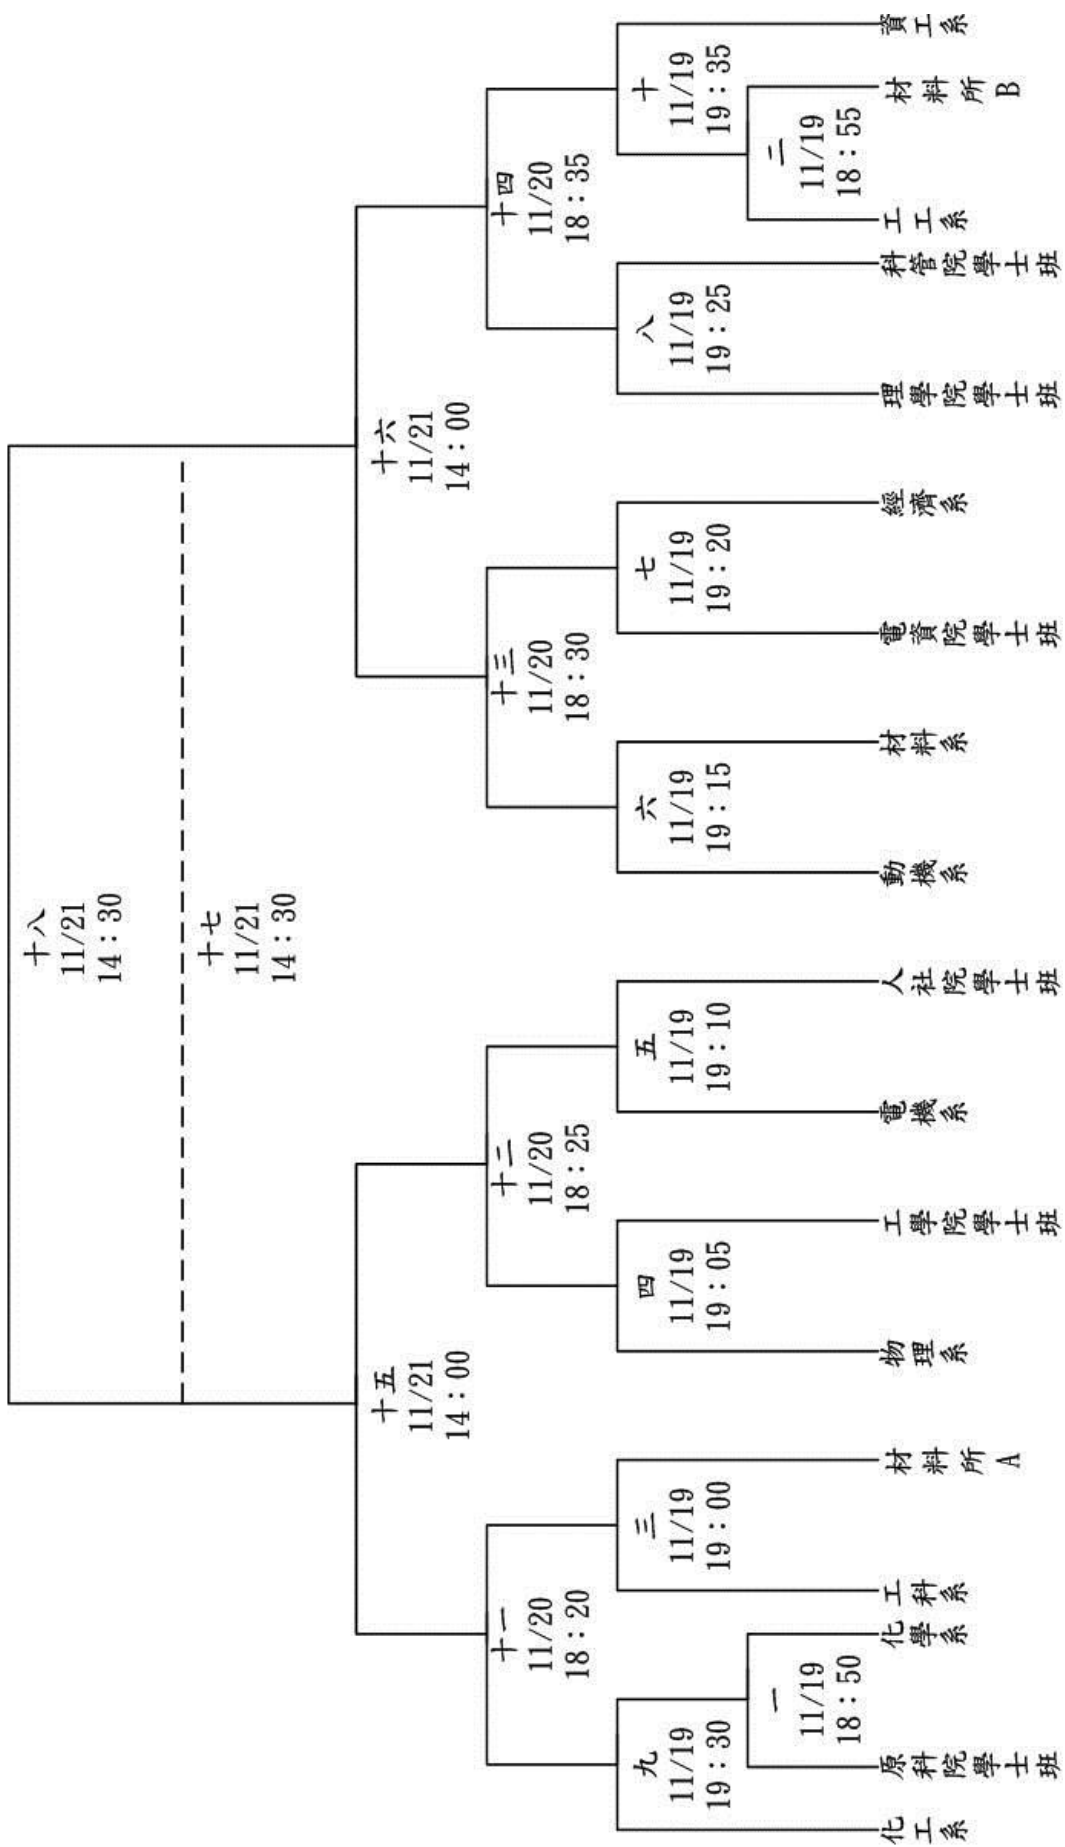 十八
11/21
14：30
十七
11/21
14：30
十五
11/21
14：00
十六
11/21
14：00
十一
11/20
18：20
十二
11/20
18：25
十三
11/20
18：30
十四
11/20
18：35
九
11/19
19：30
三
11/19
19：00
四
11/19
19：05
五
11/19
19：10
六
11/19
19：15
七
11/19
19：20
八
11/19
19：25
十
11/19
19：35
一
11/19
18：50
二
11/19
18：55
化工系
原科院學士班
化學系
工科系
材料所A
物理系
工學院學士班
電機系
人社院學士班
動機系
材料系
電資院學士班
經濟系
理學院學士班
科管院學士班
工工系
材料所B
資工系